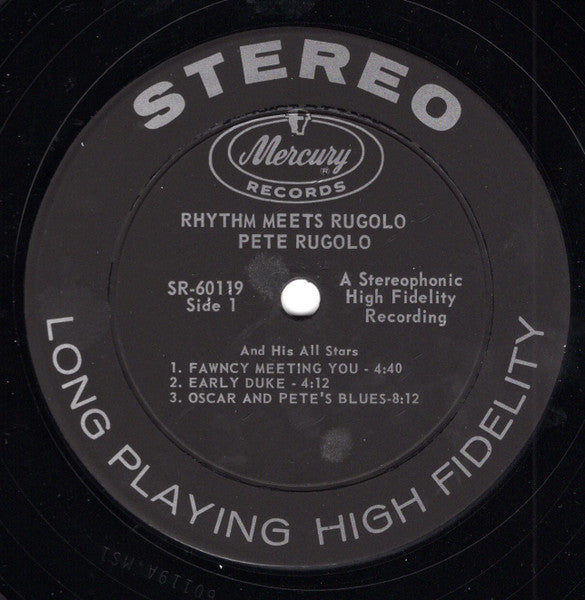 STEREO
Mercury
®
RECORDS
RHYTHM MEETS RUGOLO
PETE RUGOLO
SR-60119
Side 1
A Stereophonic
High Fidelity
Recording
And His All Stars
1. FAWNCY MEETING YOU - 4:40
2. EARLY DUKE - 4:12
3. OSCAR AND PETE'S BLUES-8:12
LONG PLAYING HIGH FIDELITY
60119A-MS1